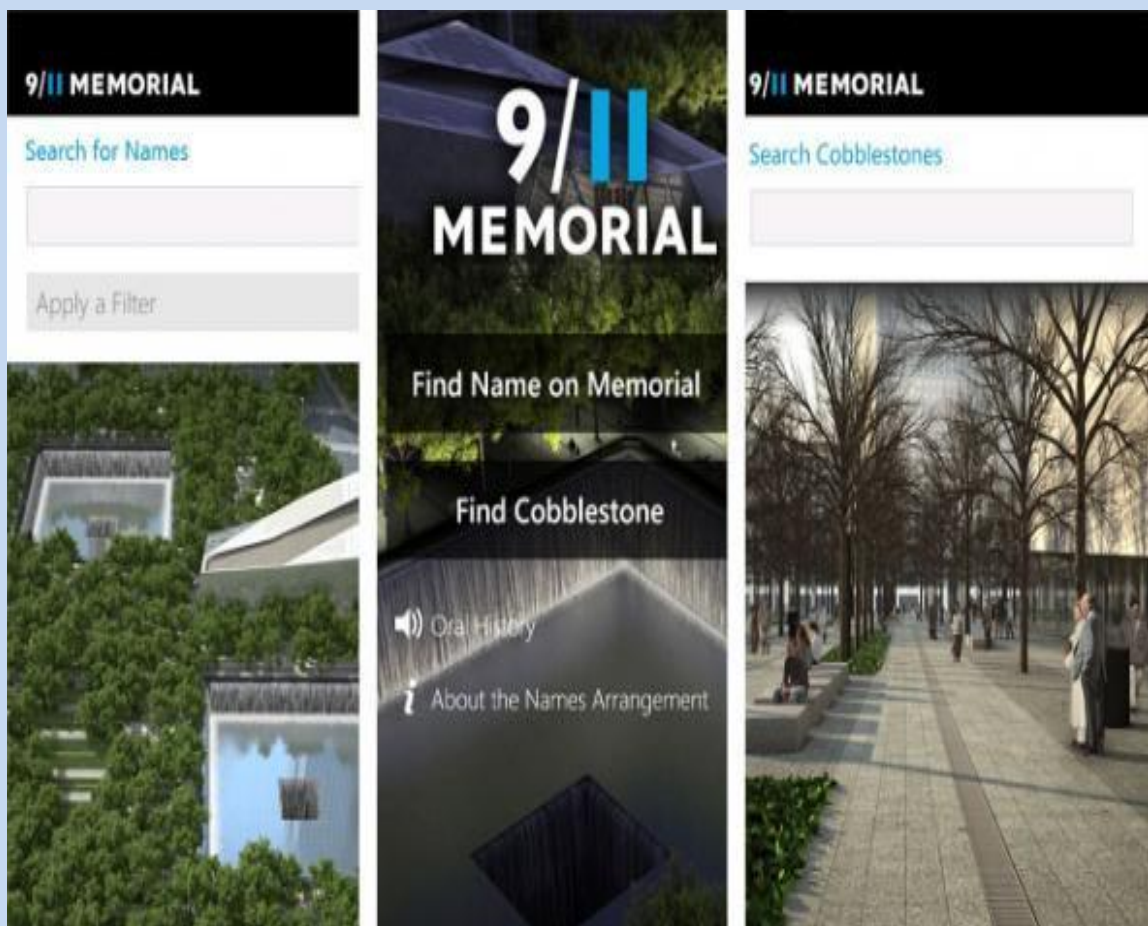 9/11 MEMORIAL
Search for Names
Apply a Filter
9/11
MEMORIAL
Find Name on Memorial
Find Cobblestone
Oral History
i About the Names Arrangement
9/11 MEMORIAL
Search Cobblestones